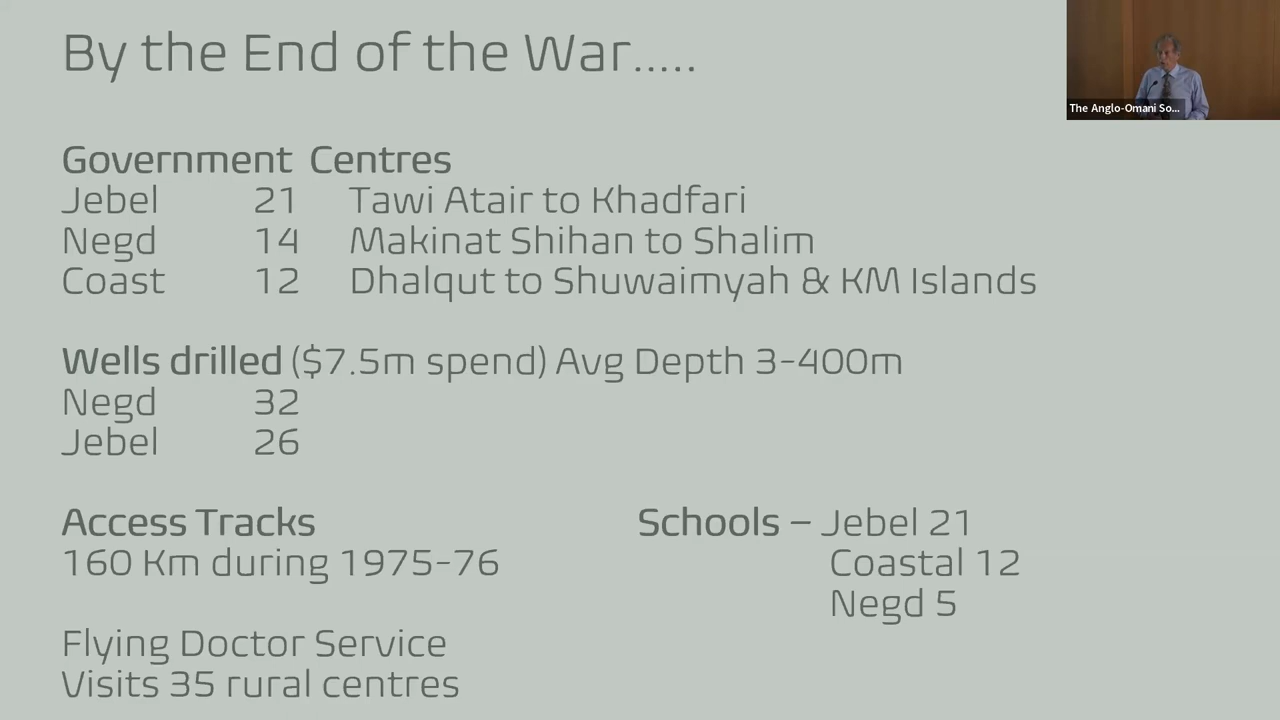 By the End of the War.....
The Anglo-Omani So...
Government Centres
Jebel 21 Tawi Atair to Khadfari
Negd 14 Makinat Shihan to Shalim
Coast 12 Dhalqut to Shuwaimyah & KM Islands
Wells drilled ($7.5m spend) Avg Depth 3-400m
Negd 32
Jebel 26
Access Tracks
160 Km during 1975-76
Schools – Jebel 21
Coastal 12
Negd 5
Flying Doctor Service
Visits 35 rural centres